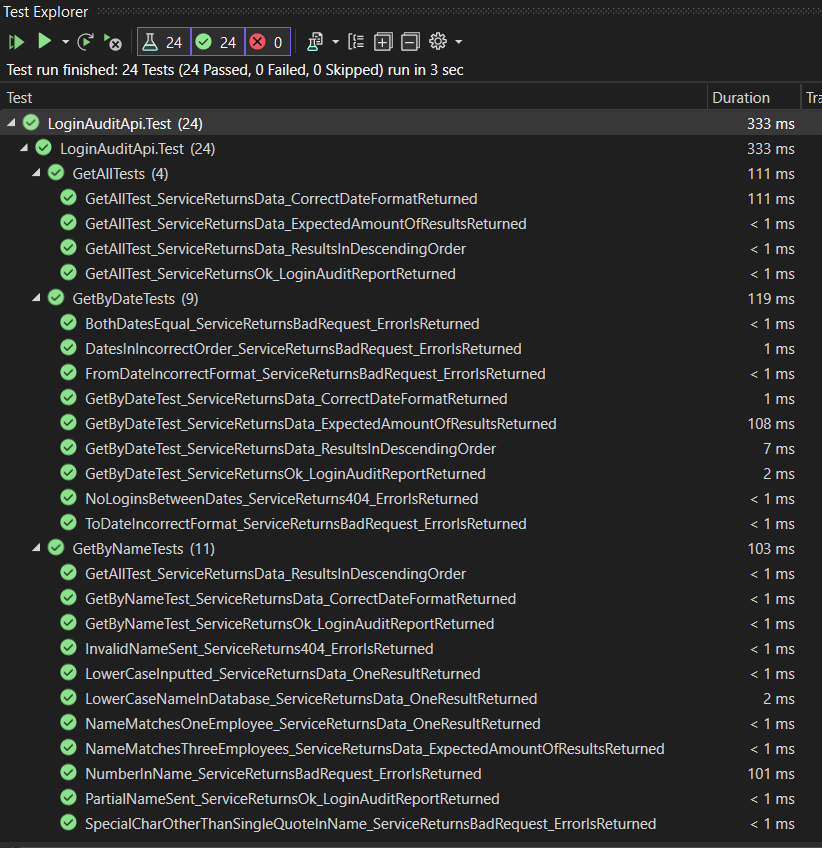 Test Explorer
24 24 0
Test run finished: 24 Tests (24 Passed, 0 Failed, 0 Skipped) run in 3 sec
Test Duration Tra
LoginAuditApi.Test (24) 333 ms
LoginAuditApi.Test (24) 333 ms
GetAllTests (4) 111 ms
GetAllTest_ServiceReturnsData_CorrectDateFormatReturned 111 ms
GetAllTest_ServiceReturnsData_ExpectedAmountOfResultsReturned < 1 ms
GetAllTest_ServiceReturnsData_ResultsInDescendingOrder < 1 ms
GetAllTest_ServiceReturnsOk_LoginAuditReportReturned < 1 ms
GetByDateTests (9) 119 ms
BothDatesEqual_ServiceReturnsBadRequest_ErrorIsReturned < 1 ms
DatesInIncorrectOrder_ServiceReturnsBadRequest_ErrorIsReturned 1 ms
FromDateIncorrectFormat_ServiceReturnsBadRequest_ErrorIsReturned < 1 ms
GetByDateTest_ServiceReturnsData_CorrectDateFormatReturned 1 ms
GetByDateTest_ServiceReturnsData_ExpectedAmountOfResultsReturned 108 ms
GetByDateTest_ServiceReturnsData_ResultsInDescendingOrder 7 ms
GetByDateTest_ServiceReturnsOk_LoginAuditReportReturned 2 ms
NoLoginsBetweenDates_ServiceReturns404_ErrorIsReturned < 1 ms
ToDateIncorrectFormat_ServiceReturnsBadRequest_ErrorIsReturned < 1 ms
GetByNameTests (11) 103 ms
GetAllTest_ServiceReturnsData_ResultsInDescendingOrder < 1 ms
GetByNameTest_ServiceReturnsData_CorrectDateFormatReturned < 1 ms
GetByNameTest_ServiceReturnsOk_LoginAuditReportReturned < 1 ms
InvalidNameSent_ServiceReturns404_ErrorIsReturned < 1 ms
LowerCaseInputted_ServiceReturnsData_OneResultReturned < 1 ms
LowerCaseNameInDatabase_ServiceReturnsData_OneResultReturned 2 ms
NameMatchesOneEmployee_ServiceReturnsData_OneResultReturned < 1 ms
NameMatchesThreeEmployees_ServiceReturnsData_ExpectedAmountOfResultsReturned < 1 ms
NumberInName_ServiceReturnsBadRequest_ErrorIsReturned 101 ms
PartialNameSent_ServiceReturnsOk_LoginAuditReportReturned < 1 ms
SpecialCharOtherThanSingleQuoteInName_ServiceReturnsBadRequest_ErrorIsReturned < 1 ms